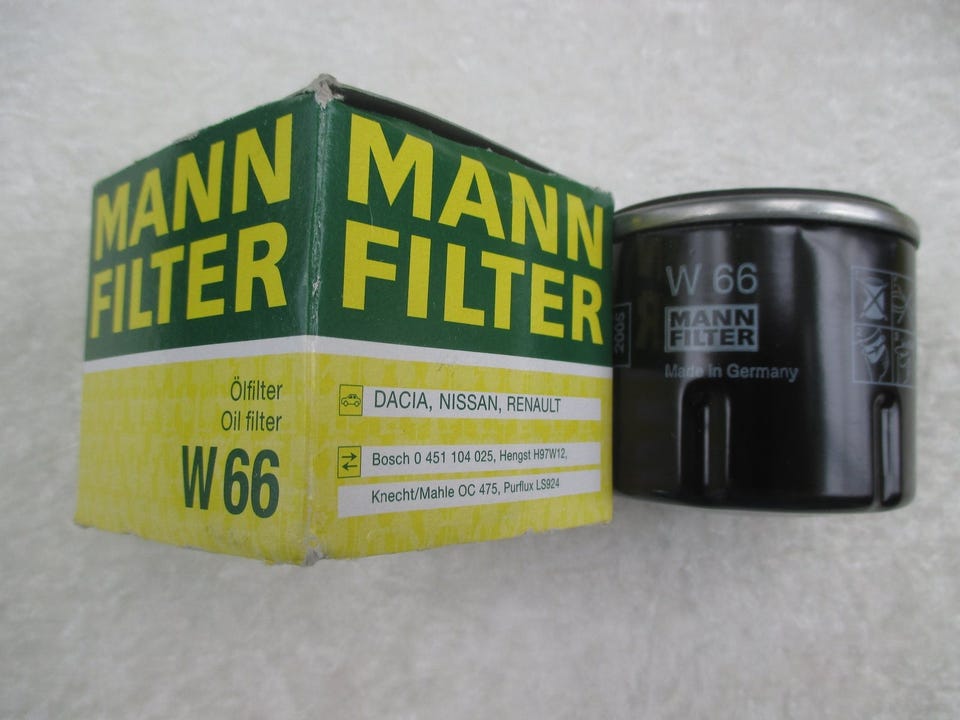 MANN
FILTER
Ölfilter
Oil filter
W 66
MANN
FILTER
DACIA, NISSAN, RENAULT
Bosch 0 451 104 025, Hengst H97W12,
Knecht/Mahle OC 475, Purflux LS924
2005
W 66
MANN
FILTER
Made in Germany